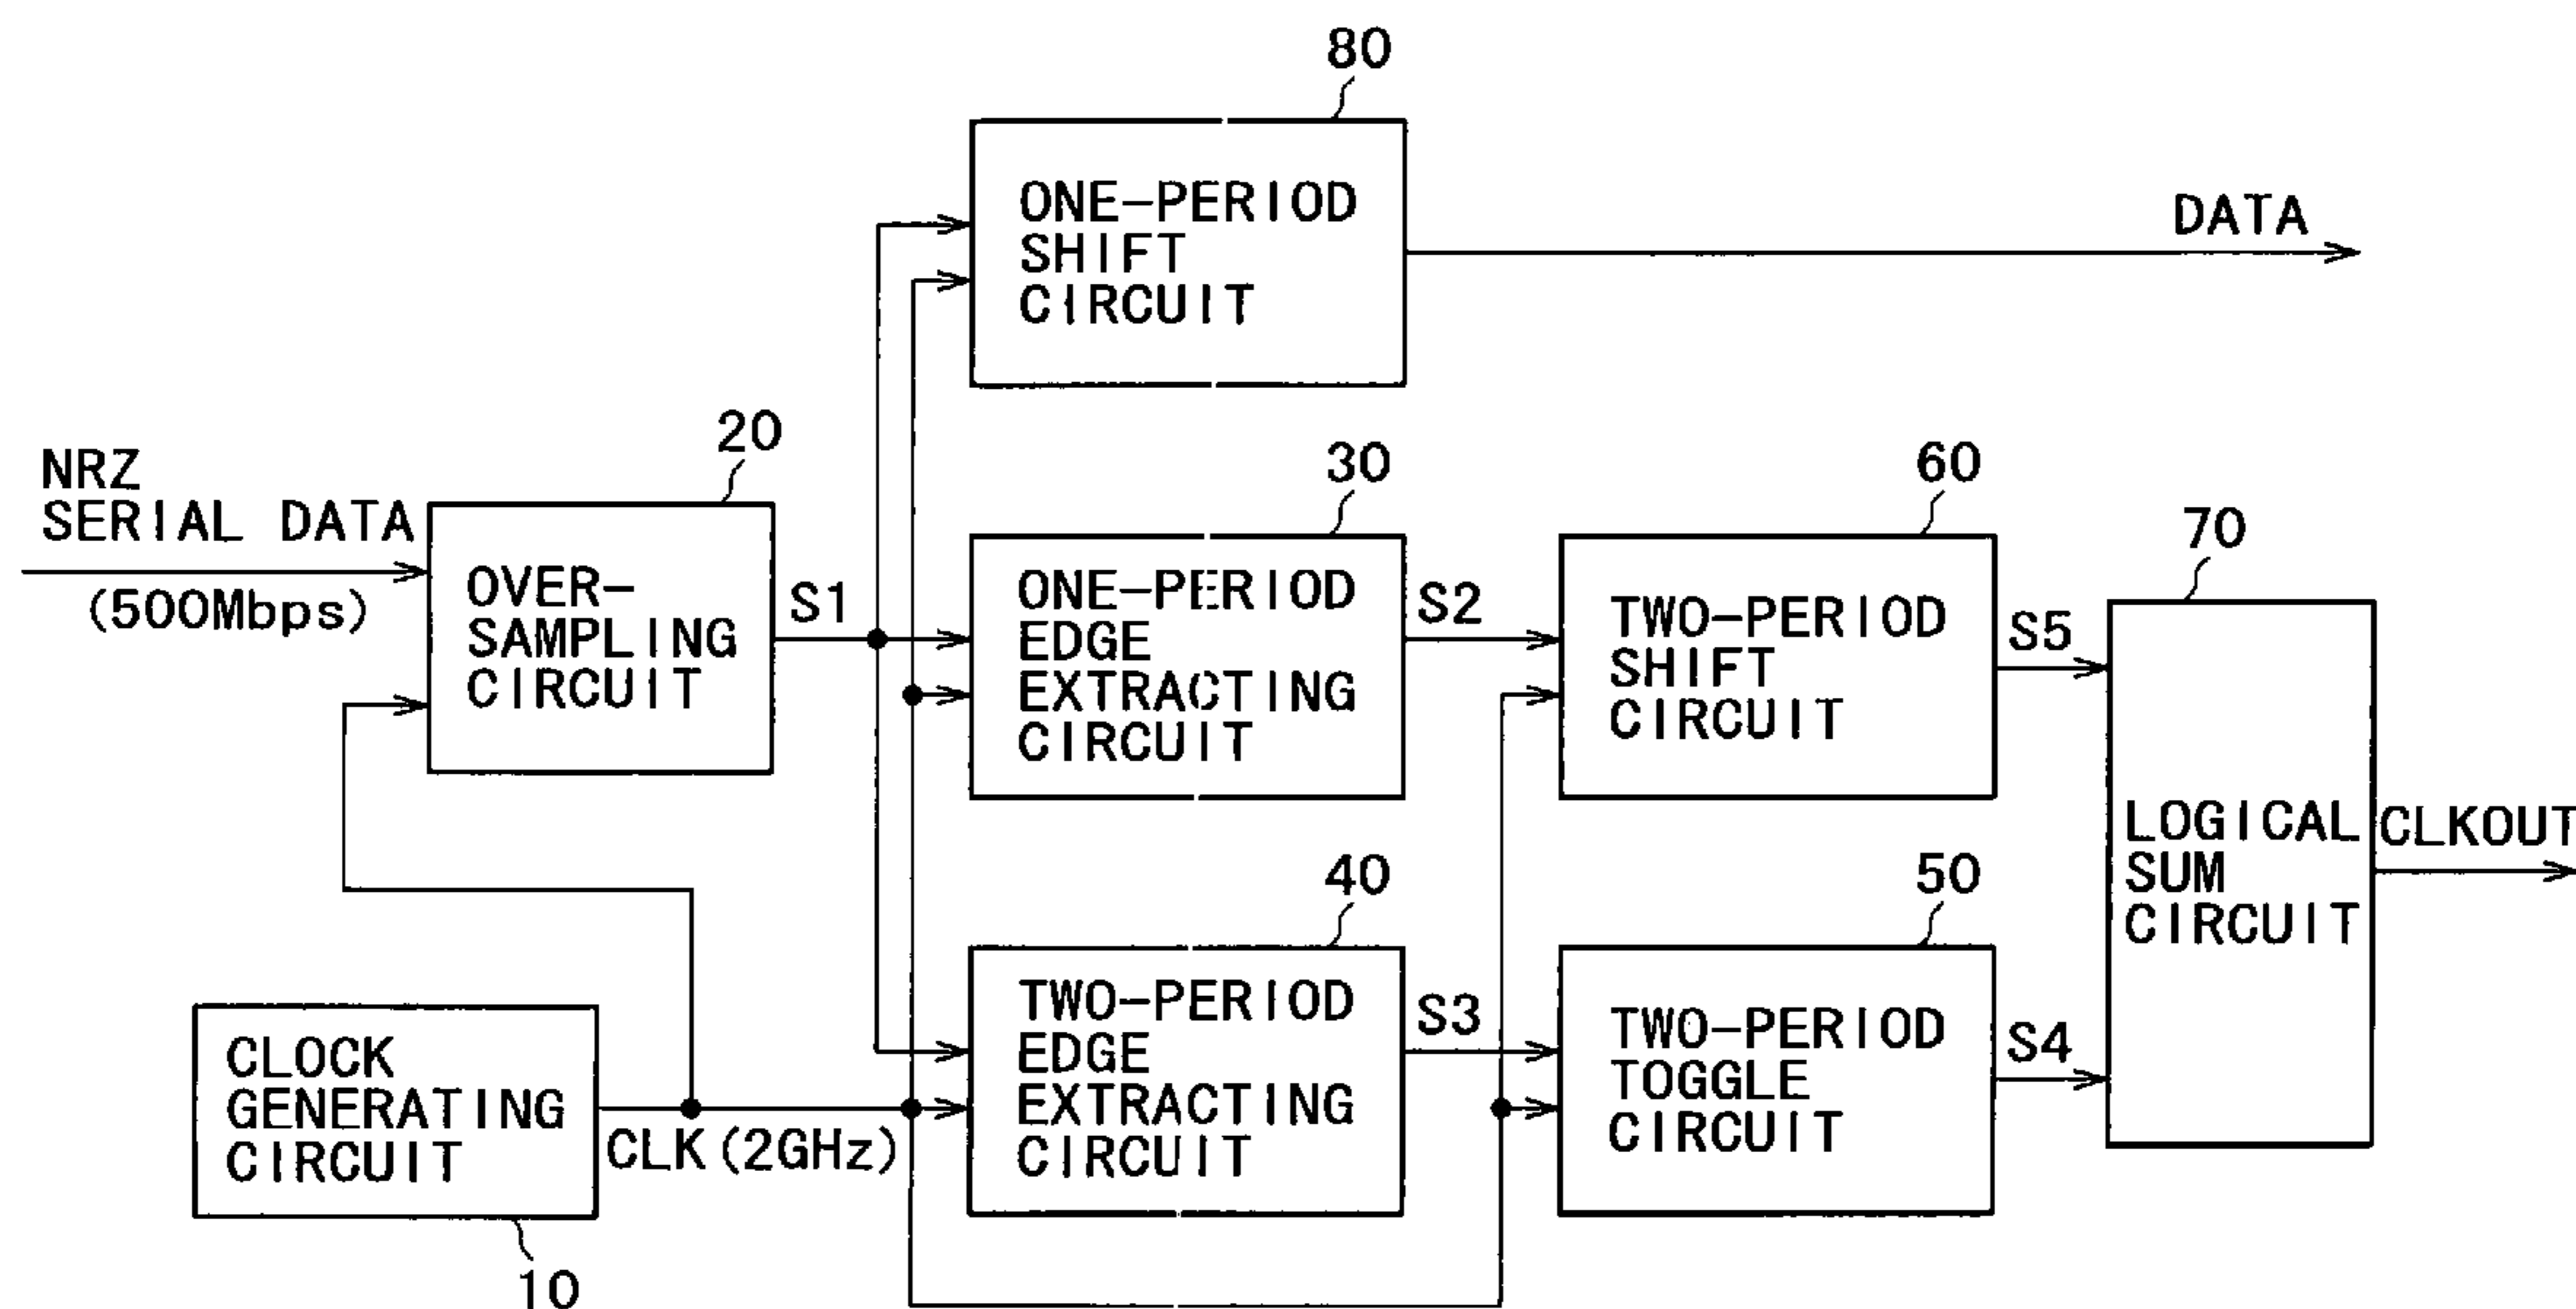 80
ONE-PERIOD
SHIFT
CIRCUIT
DATA
NRZ
SERIAL DATA
(500Mbps)
20
OVER-
SAMPLING
CIRCUIT
S1
30
ONE-PERIOD
EDGE
EXTRACTING
CIRCUIT
S2
60
TWO-PERIOD
SHIFT
CIRCUIT
S5
70
LOGICAL
SUM
CIRCUIT
CLKOUT
40
TWO-PERIOD
EDGE
EXTRACTING
CIRCUIT
S3
50
TWO-PERIOD
TOGGLE
CIRCUIT
S4
CLOCK
GENERATING
CIRCUIT
CLK (2GHz)
10